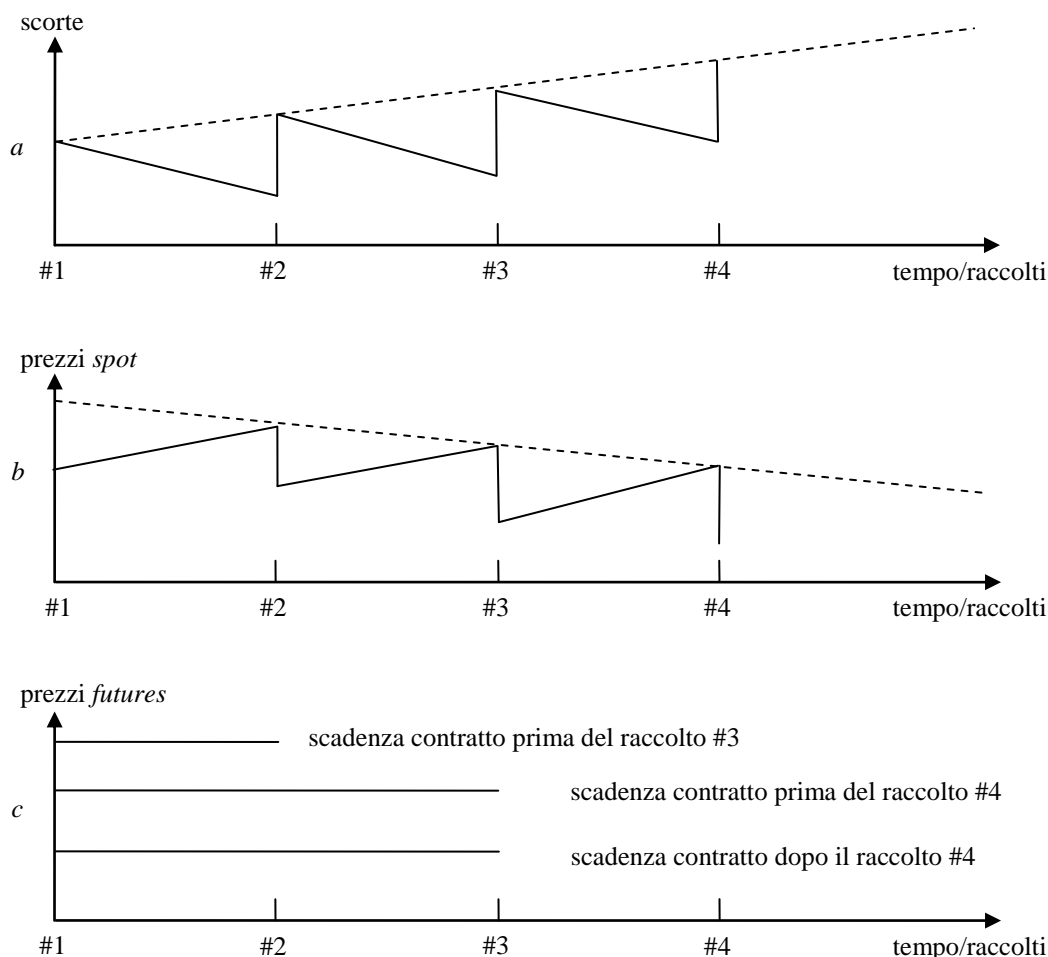 scorte
a
#1 #2 #3 #4 tempo/raccolti
prezzi spot
b
#1 #2 #3 #4 tempo/raccolti
prezzi futures
scadenza contratto prima del raccolto #3
scadenza contratto prima del raccolto #4
c
scadenza contratto dopo il raccolto #4
#1 #2 #3 #4 tempo/raccolti